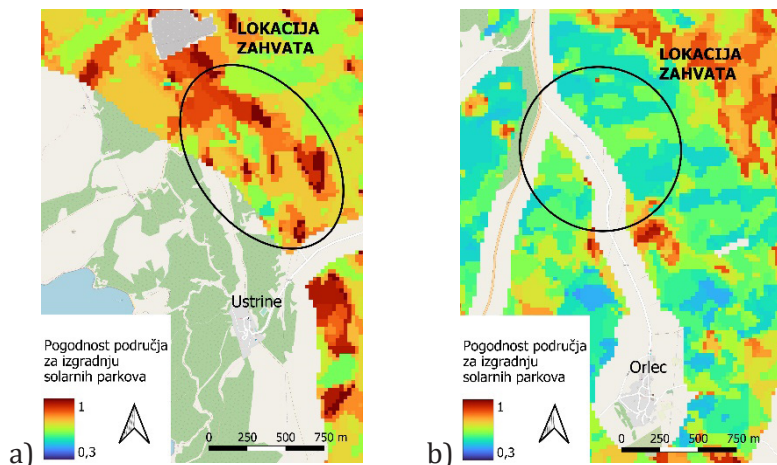 LOKACIJA
ZAHVATA
Ustrine
Pogodnost područja
za izgradnju
solarnih parkova
1
0,3
0 250 500 750 m
a)
LOKACIJA
ZAHVATA
Orlec
Pogodnost područja
za izgradnju
solarnih parkova
1
0,3
0 250 500 750 m
b)